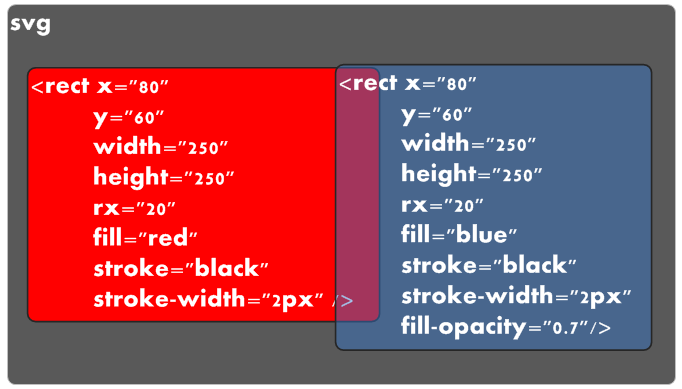 svg
<rect x="80"
y="60"
width="250"
height="250"
rx="20"
fill="red"
stroke="black"
stroke-width="2px" />
<rect x="80"
y="60"
width="250"
height="250"
rx="20"
fill="blue"
stroke="black"
stroke-width="2px"
fill-opacity="0.7"/>